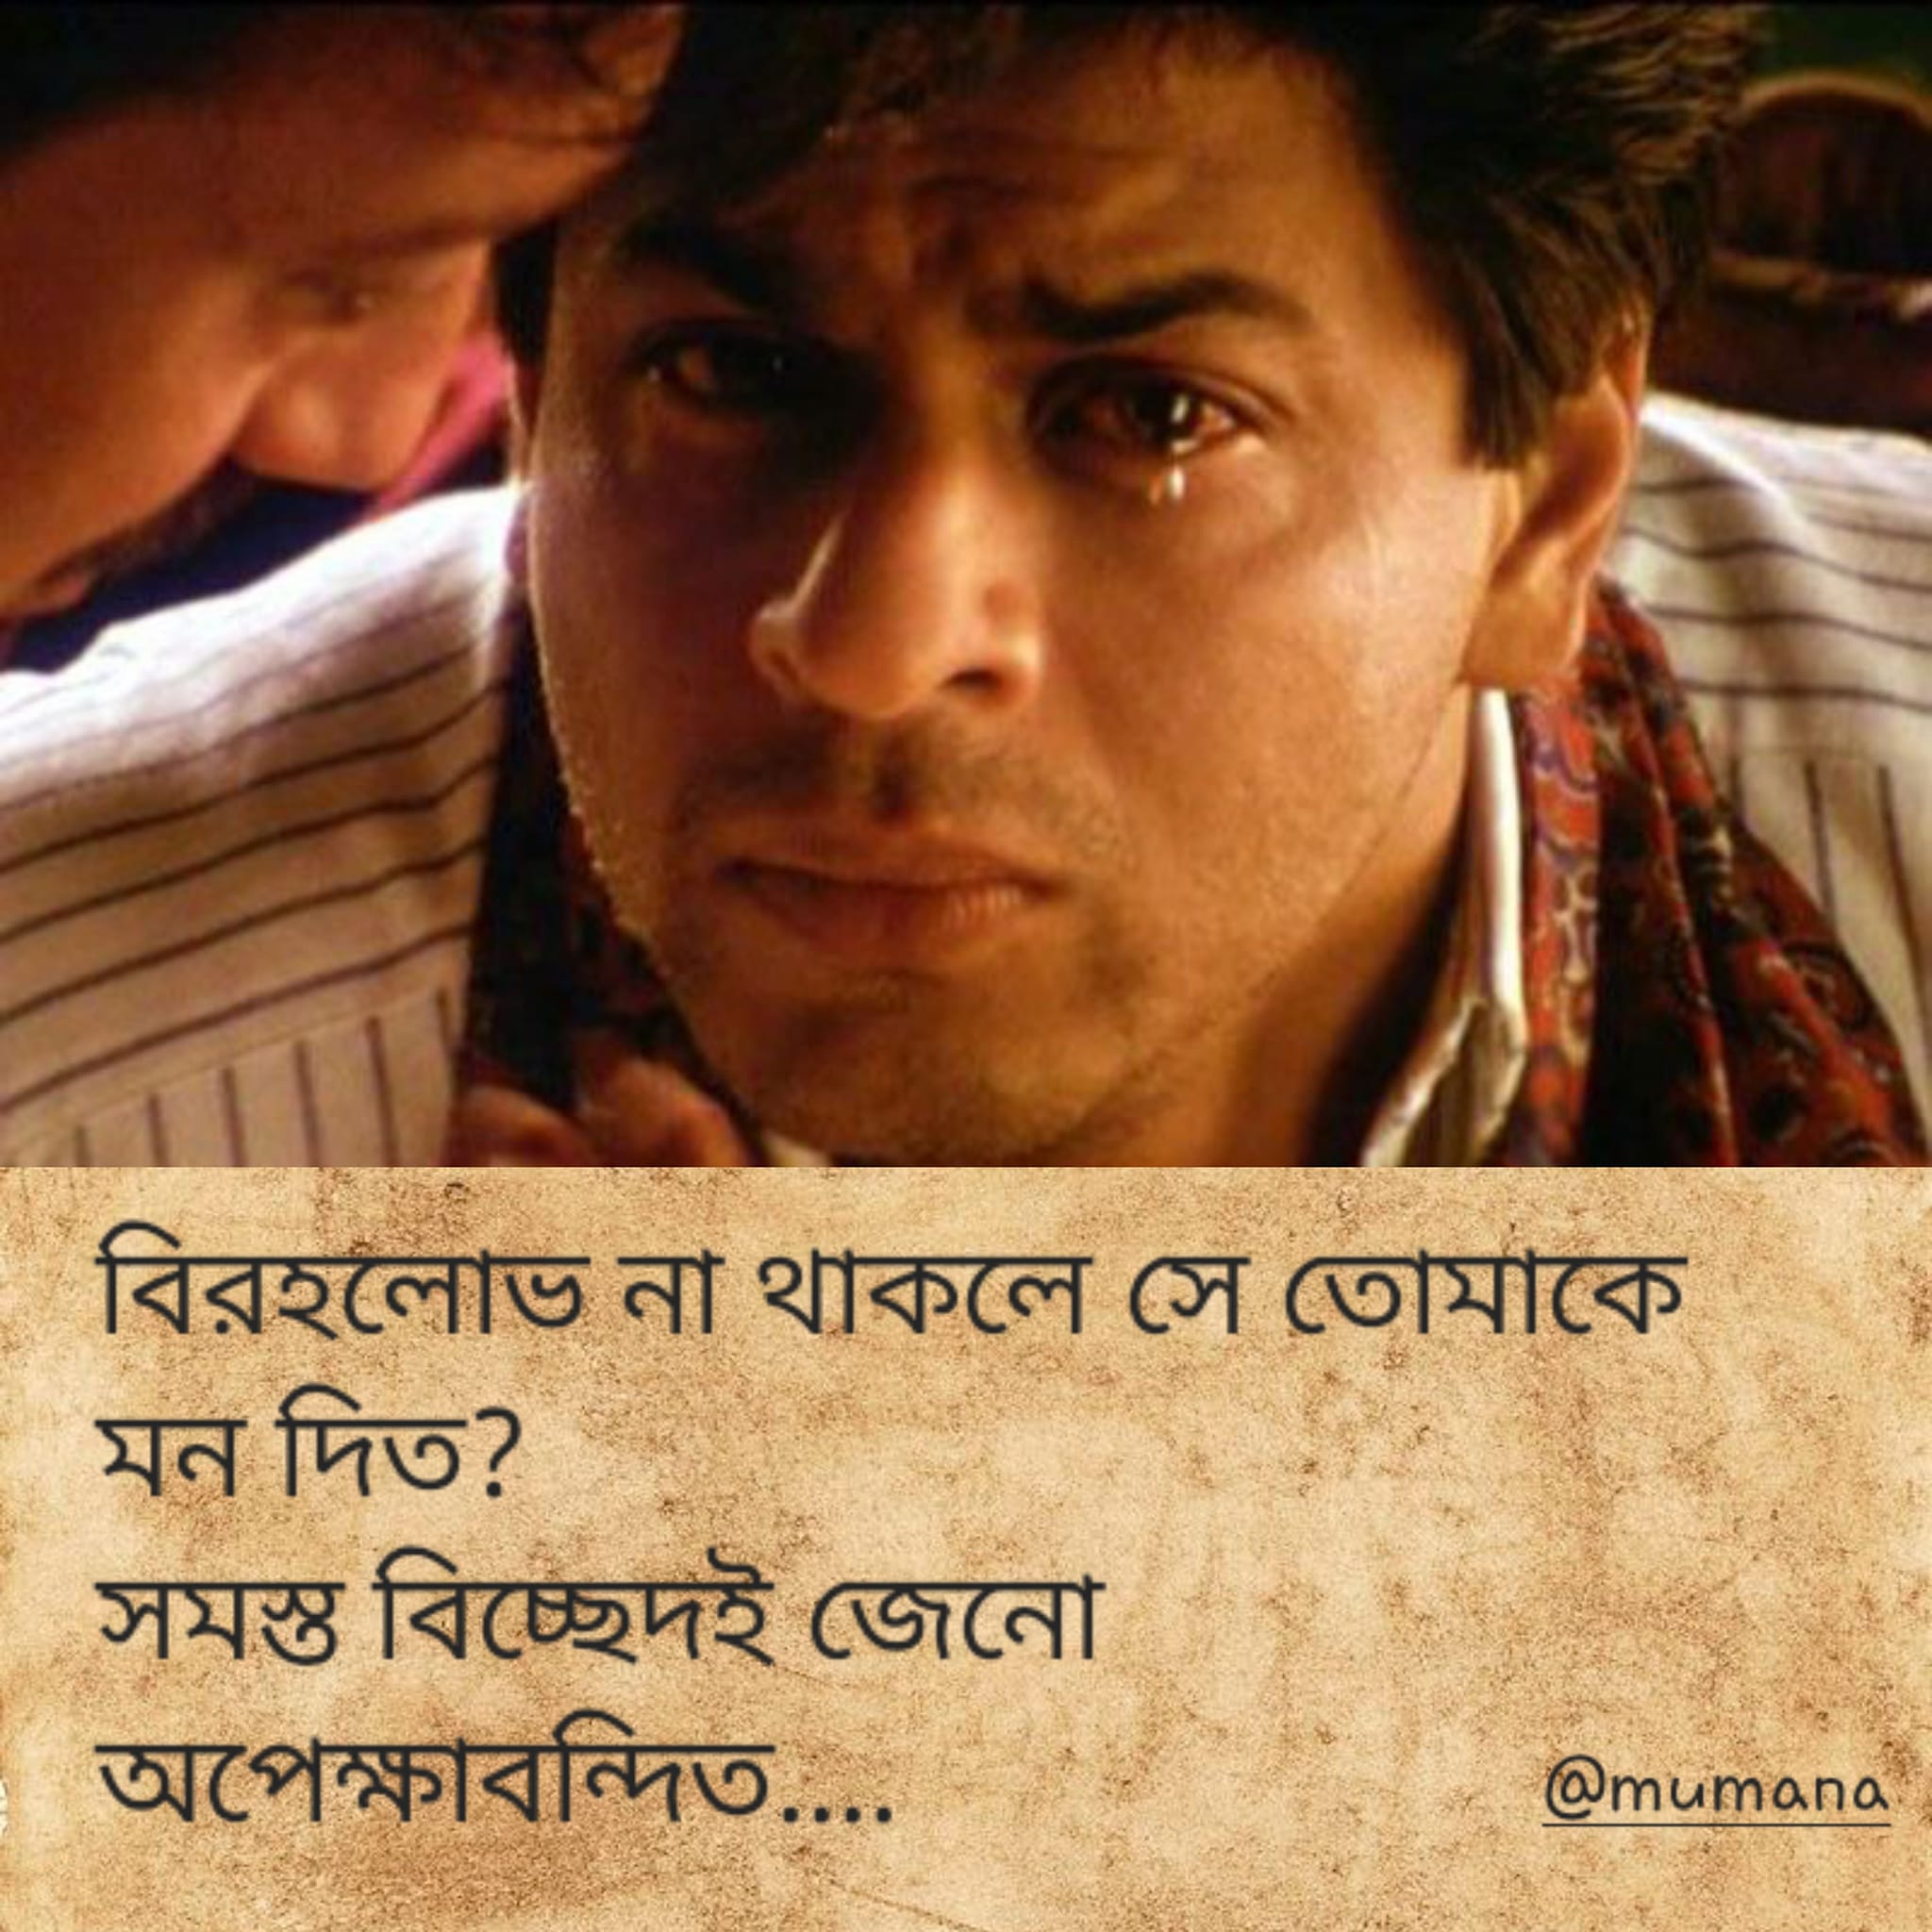 বিরহলোভ না থাকলে সে তোমাকে
মন দিত?
সমস্ত বিচ্ছেদই জেনো
অপেক্ষাবন্দিত....
@mumana